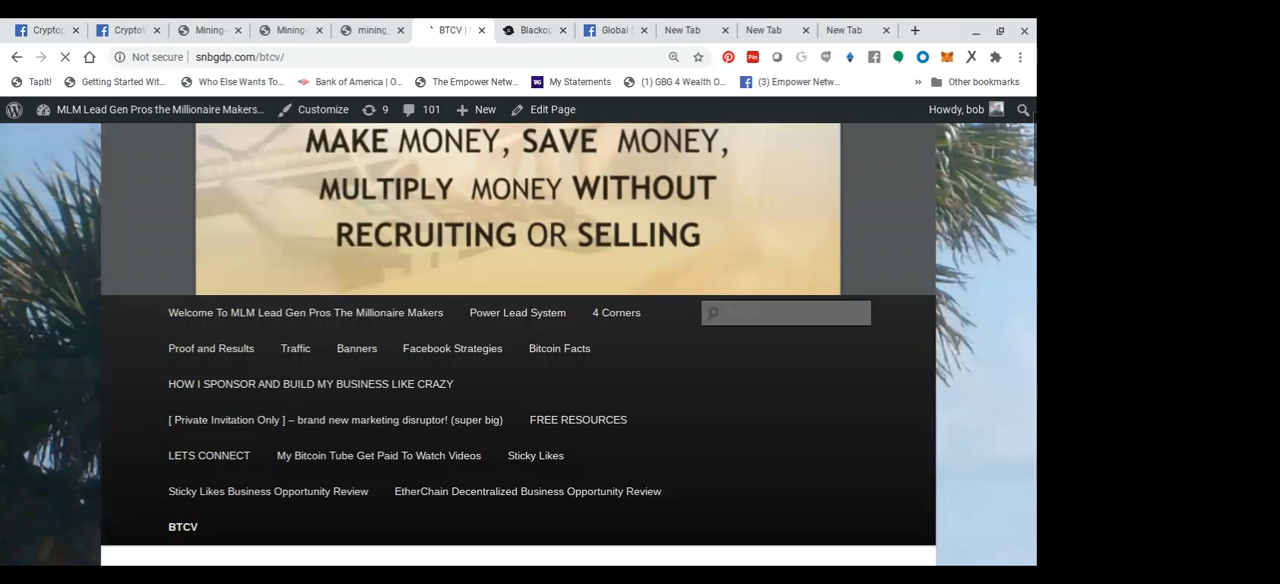 Cryptop
Crypto
Mining-
Mining-
mining_
BTCV |
Blackop
Global
New Tab
New Tab
New Tab
Not secure | snbgdp.com/btcv/
TapIt!
Getting Started Wit...
Who Else Wants To...
Bank of America | O...
The Empower Netw...
My Statements
(1) GBG 4 Wealth O...
(3) Empower Netw...
»
Other bookmarks
MLM Lead Gen Pros the Millionaire Makers...
Customize
9
101
New
Edit Page
Howdy, bob
MAKE MONEY, SAVE MONEY,
MULTIPLY MONEY WITHOUT
RECRUITING OR SELLING
Welcome To MLM Lead Gen Pros The Millionaire Makers
Power Lead System
4 Corners
Proof and Results
Traffic
Banners
Facebook Strategies
Bitcoin Facts
HOW I SPONSOR AND BUILD MY BUSINESS LIKE CRAZY
[ Private Invitation Only ] – brand new marketing disruptor! (super big)
FREE RESOURCES
LETS CONNECT
My Bitcoin Tube Get Paid To Watch Videos
Sticky Likes
Sticky Likes Business Opportunity Review
EtherChain Decentralized Business Opportunity Review
BTCV